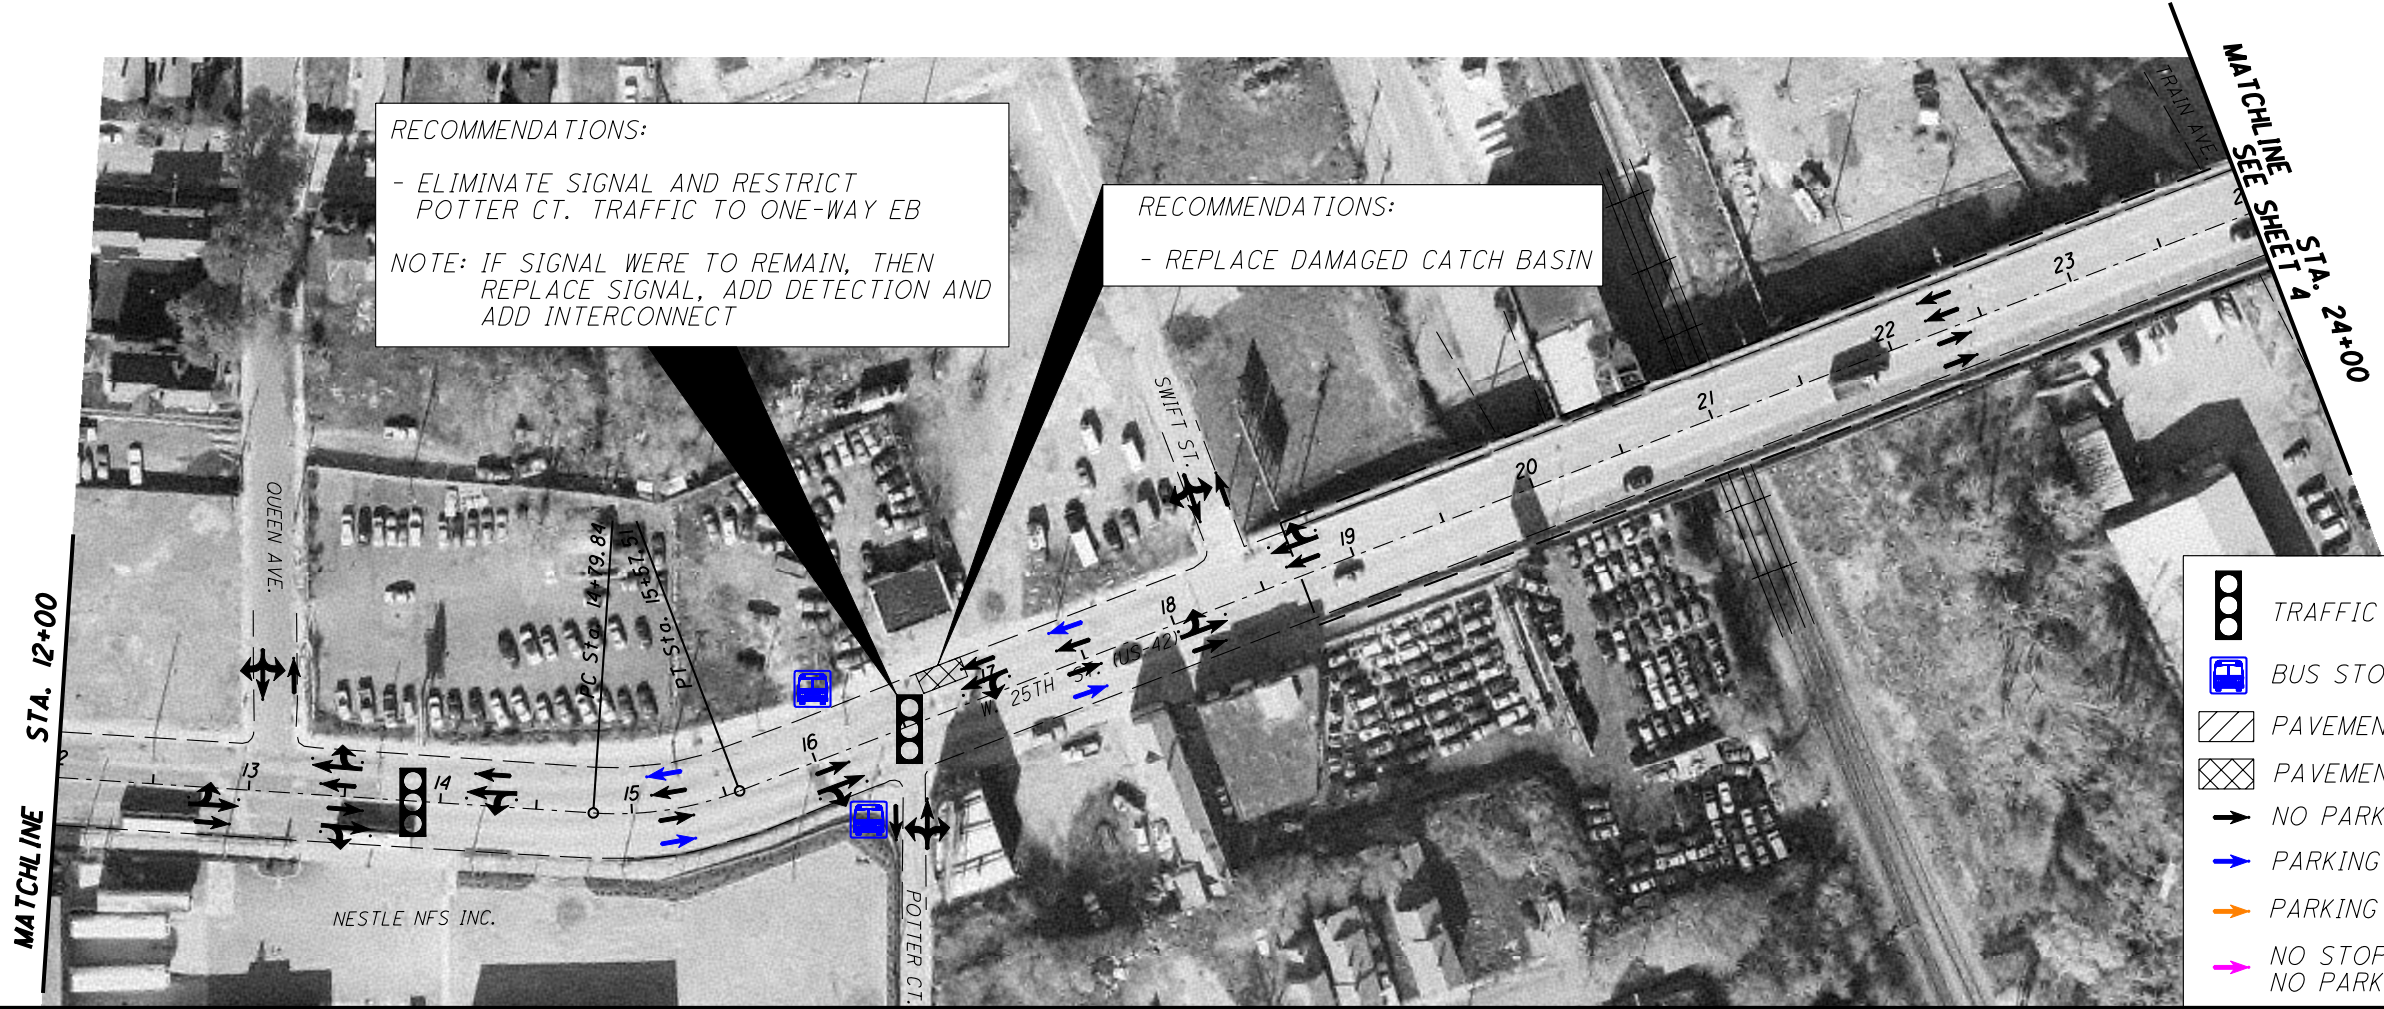 RECOMMENDATIONS:
- ELIMINATE SIGNAL AND RESTRICT
POTTER CT. TRAFFIC TO ONE-WAY EB
NOTE: IF SIGNAL WERE TO REMAIN, THEN
REPLACE SIGNAL, ADD DETECTION AND
ADD INTERCONNECT
RECOMMENDATIONS:
- REPLACE DAMAGED CATCH BASIN
TRAIN AVE.
MATCHLINE STA. 24+00
SEE SHEET 4
SWIFT ST.
QUEEN AVE.
PC Sta. 14+79.84
PT Sta. 15+67.51
MATCHLINE STA. 12+00
2
13
14
15
16
17
18
19
20
21
22
23
2
W 25TH ST. (US-42)
NESTLE NFS INC.
POTTER CT.
TRAFFIC
BUS STO
PAVEMEN
PAVEMEN
NO PARK
PARKING
PARKING
NO STOP
NO PARK